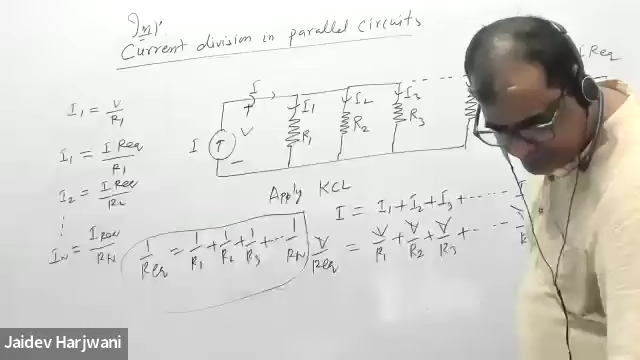 Imp.
Current division in parallel circuits
I Req
I
I1 I2 I3
I1 = V/R1
I V + - R1 R2 R3
I1 = I Req/R1
I2 = I Req/R2
Apply KCL
I = I1 + I2 + I3 + ......
IN = I Req/RN
1/Req = 1/R1 + 1/R2 + 1/R3 + ... 1/RN
V/Req = V/R1 + V/R2 + V/R3 + ...
Jaidev Harjwani